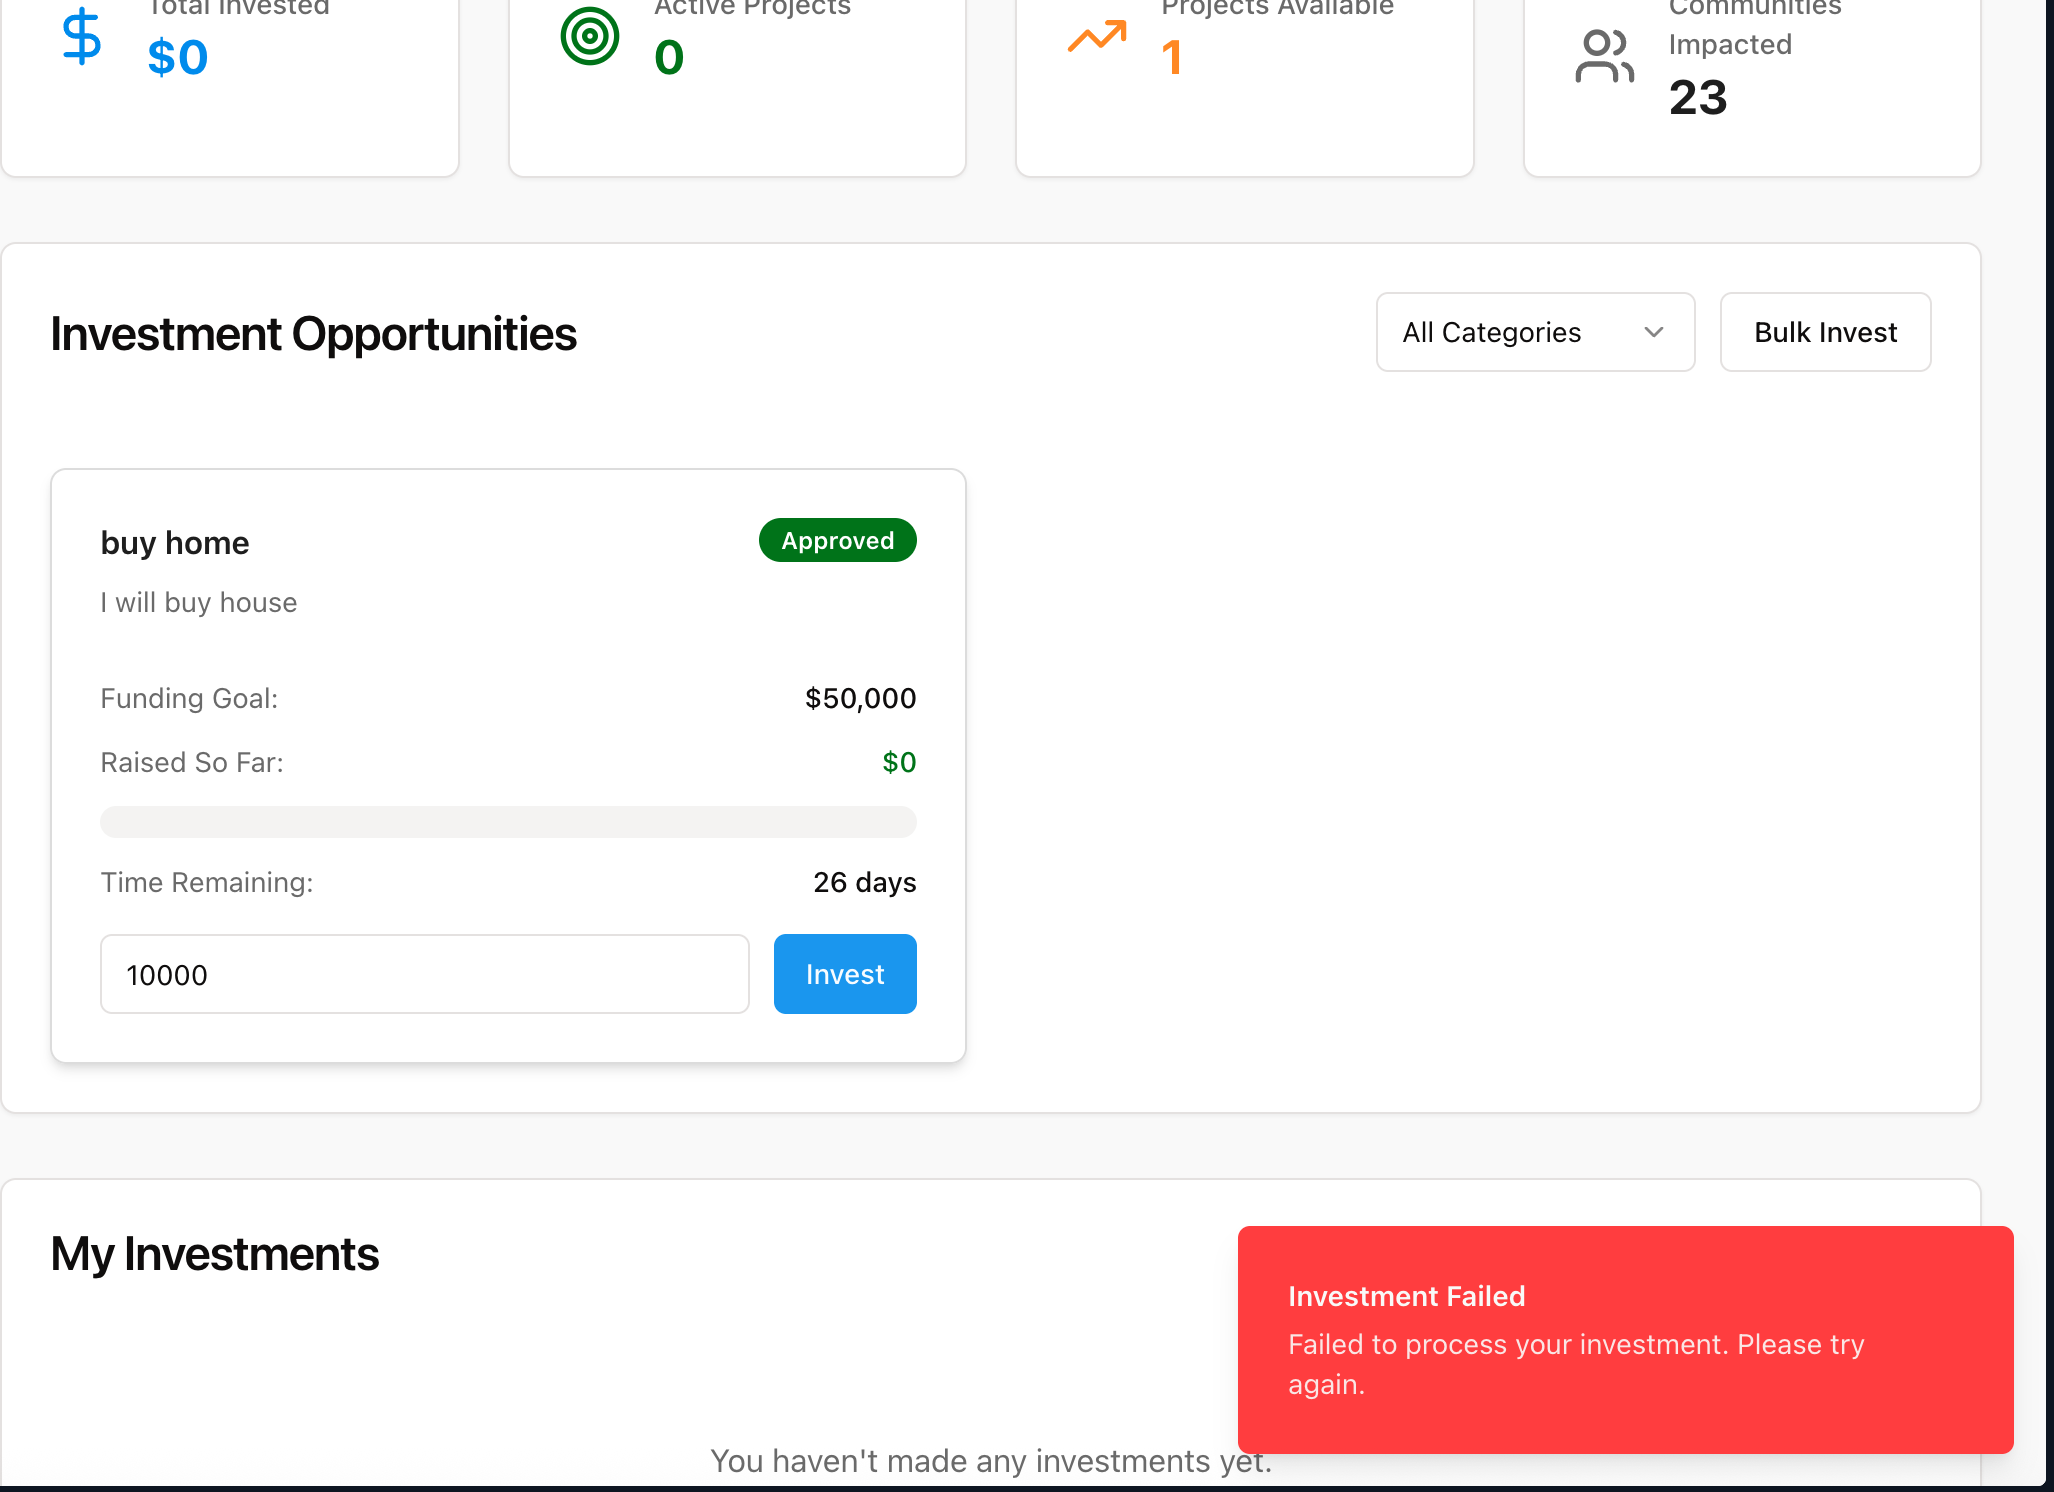 Total Invested
$0
Active Projects
0
Projects Available
1
Communities
Impacted
23
Investment Opportunities
All Categories
Bulk Invest
buy home
Approved
I will buy house
Funding Goal:
$50,000
Raised So Far:
$0
Time Remaining:
26 days
10000
Invest
My Investments
Investment Failed
Failed to process your investment. Please try
again.
You haven't made any investments yet.